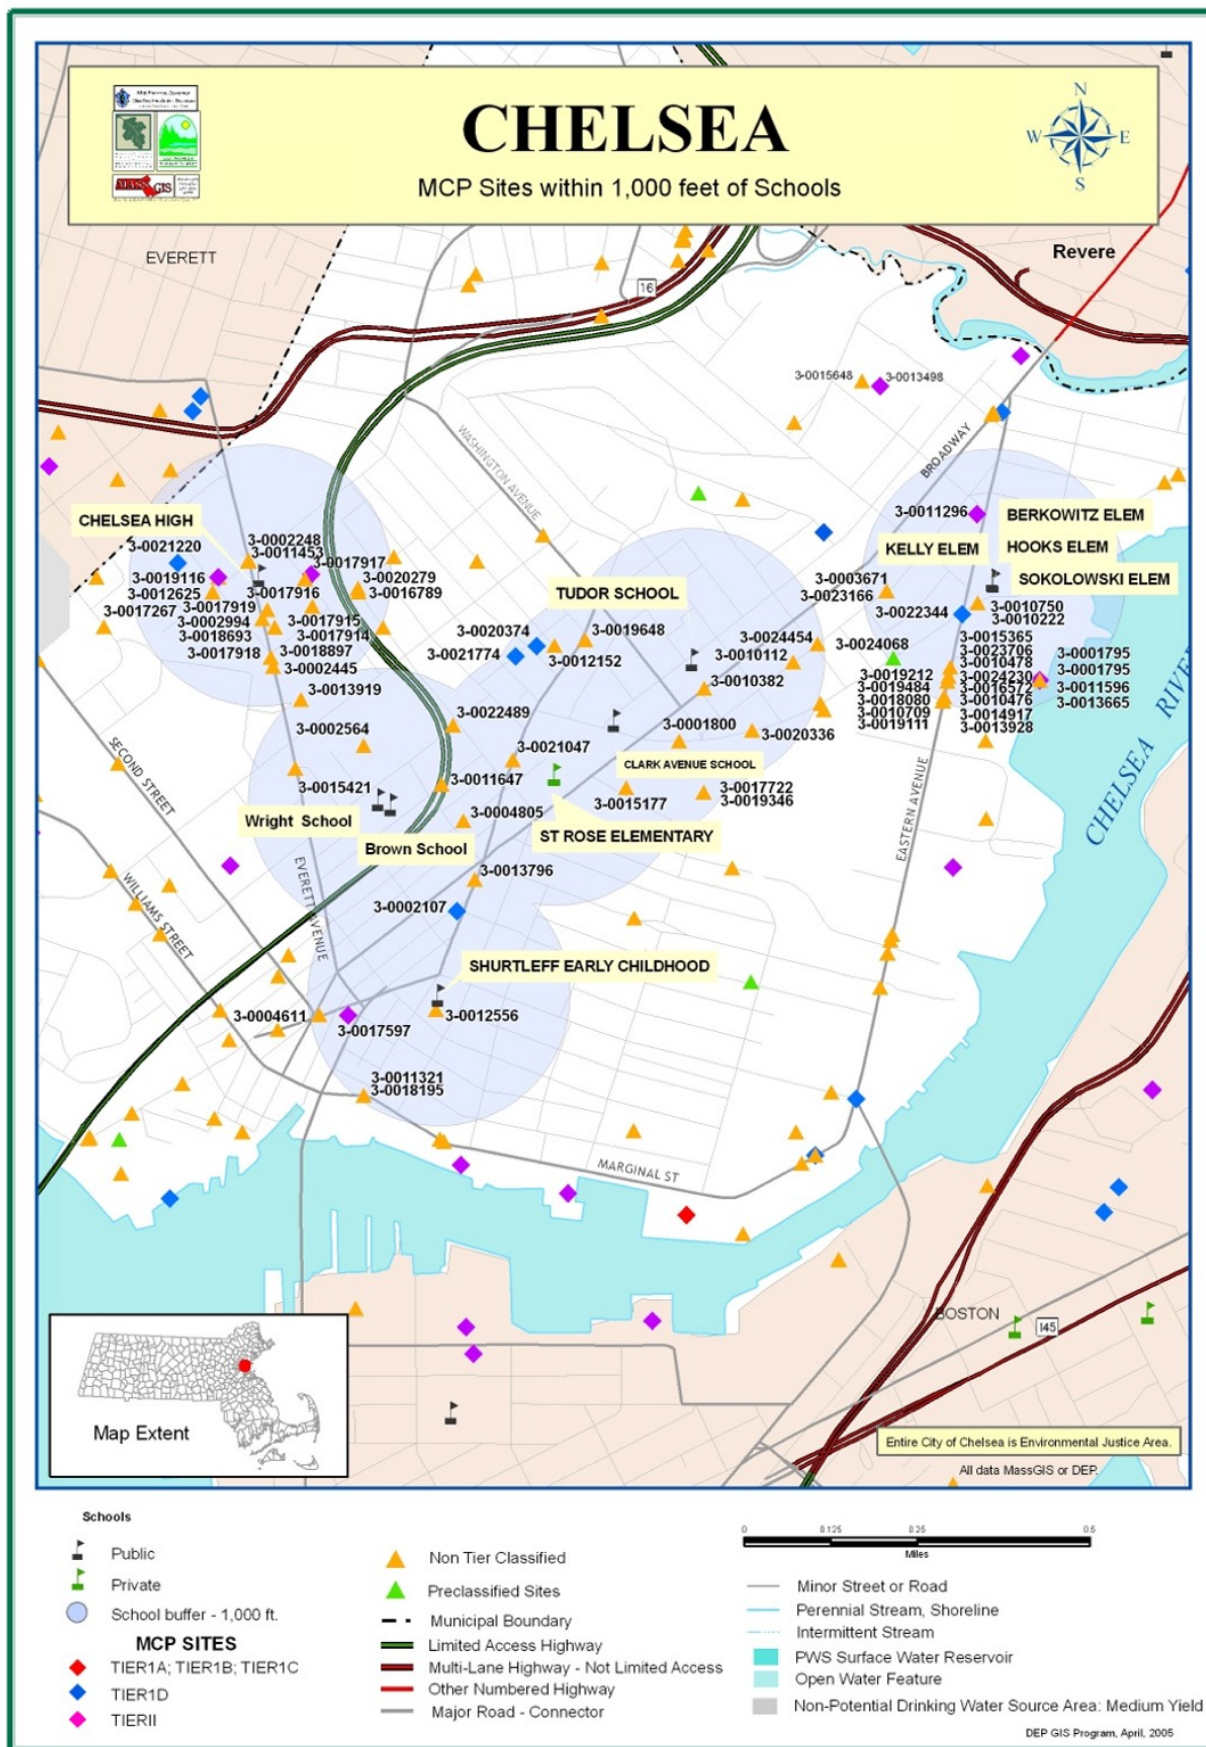 CHELSEA
MCP Sites within 1,000 feet of Schools
MASS GIS
N
W
E
S
EVERETT
Revere
16
3-0015648
3-0013498
WASHINGTON AVENUE
BROADWAY
CHELSEA HIGH
3-0002248
3-0011453
3-0021220
3-0017917
3-0019116
3-0020279
3-0012625
3-0017916
3-0016789
3-0017267
3-0017919
3-0017915
3-0002994
3-0017914
3-0018693
3-0018897
3-0017918
3-0002445
3-0013919
3-0002564
3-0011296
BERKOWITZ ELEM
KELLY ELEM
HOOKS ELEM
SOKOLOWSKI ELEM
3-0003671
3-0023166
3-0022344
3-0010750
3-0010222
TUDOR SCHOOL
3-0020374
3-0021774
3-0019648
3-0012152
3-0024454
3-0010112
3-0010382
3-0024068
3-0015365
3-0023706
3-0010478
3-0024230
3-0016572
3-0010476
3-0014917
3-0013928
3-0019212
3-0019484
3-0018080
3-0010709
3-0019111
3-0001795
3-0001795
3-0011596
3-0013665
3-0022489
3-0001800
3-0020336
3-0021047
CLARK AVENUE SCHOOL
3-0015421
3-0011647
3-0017722
3-0015177
3-0019346
SECOND STREET
Wright School
3-0004805
ST ROSE ELEMENTARY
Brown School
CHELSEA RIVER
EASTERN AVENUE
3-0013796
EVERETT AVENUE
WILLIAMS STREET
3-0002107
SHURTLEFF EARLY CHILDHOOD
3-0004611
3-0017597
3-0012556
3-0011321
3-0018195
MARGINAL ST
BOSTON
145
Map Extent
Entire City of Chelsea is Environmental Justice Area.
All data MassGIS or DEP.
Schools
Public
Private
School buffer - 1,000 ft.
MCP SITES
TIER1A; TIER1B; TIER1C
TIER1D
TIERII
Non Tier Classified
Preclassified Sites
Municipal Boundary
Limited Access Highway
Multi-Lane Highway - Not Limited Access
Other Numbered Highway
Major Road - Connector
0 0.125 0.25 0.5
Miles
Minor Street or Road
Perennial Stream, Shoreline
Intermittent Stream
PWS Surface Water Reservoir
Open Water Feature
Non-Potential Drinking Water Source Area: Medium Yield
DEP GIS Program, April, 2005